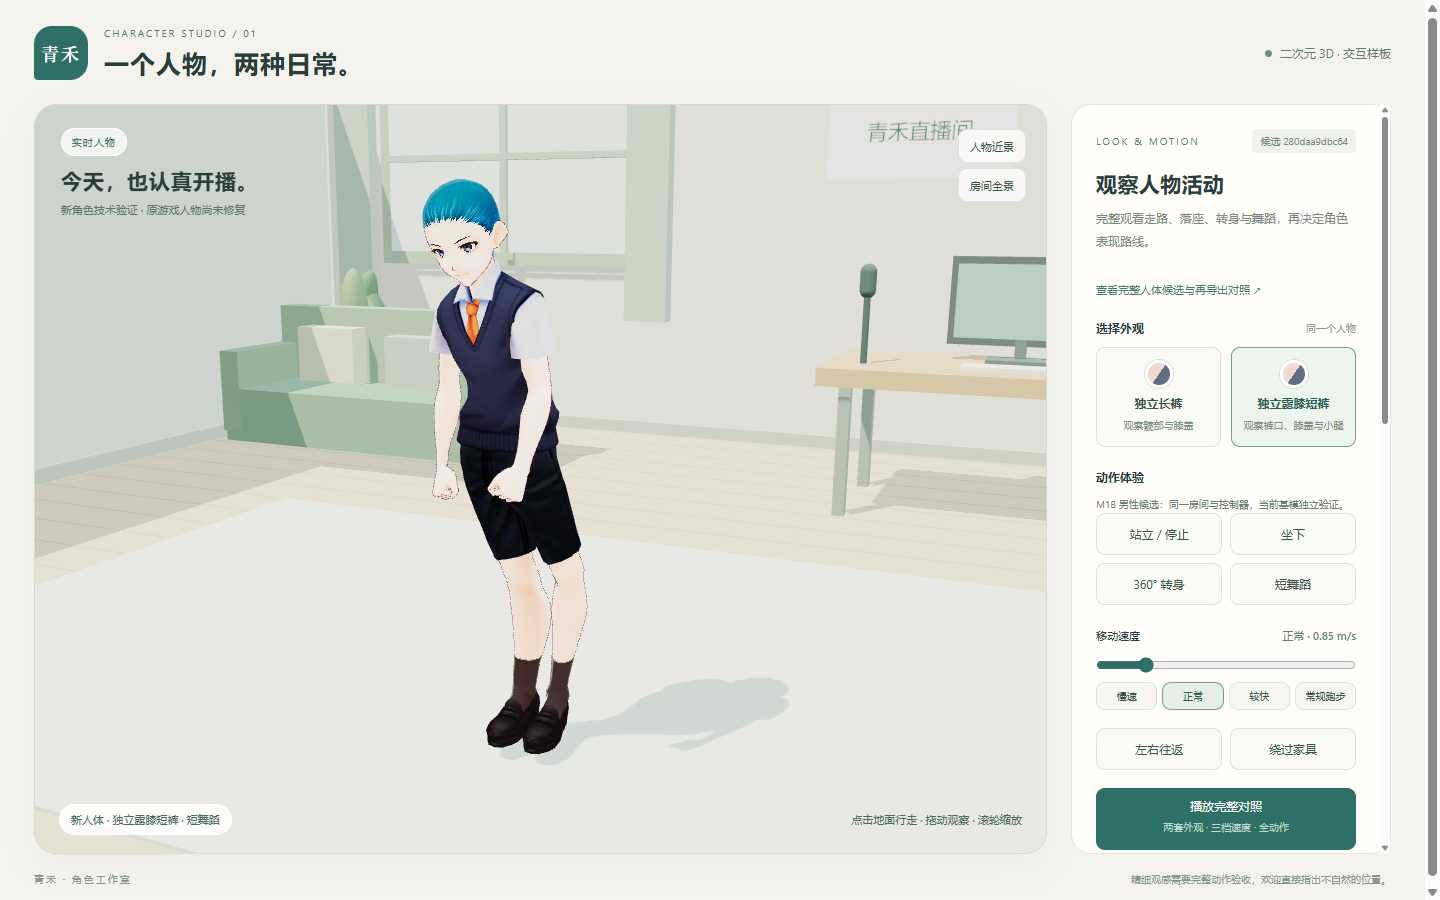 青禾
CHARACTER STUDIO / 01
一个人物，两种日常。
二次元 3D · 交互样板
实时人物
今天，也认真开播。
新角色技术验证 · 原游戏人物尚未修复
青禾直播间
人物近景
房间全景
新人体 · 独立露膝短裤 · 短舞蹈
点击地面行走 · 拖动观察 · 滚轮缩放
LOOK & MOTION
候选 280daa9dbc64
观察人物活动
完整观看走路、落座、转身与舞蹈，再决定角色
表现路线。
查看完整人体候选与再导出对照 ↗
选择外观
同一个人物
独立长裤
观察腿部与膝盖
独立露膝短裤
观察裤口、膝盖与小腿
动作体验
M18 男性候选：同一房间与控制器，当前基模独立验证。
站立 / 停止
坐下
360° 转身
短舞蹈
移动速度
正常 · 0.85 m/s
慢速
正常
较快
常规跑步
左右往返
绕过家具
播放完整对照
两套外观 · 三档速度 · 全动作
青禾 · 角色工作室
精细观感需要完整动作验收，欢迎直接指出不自然的位置。